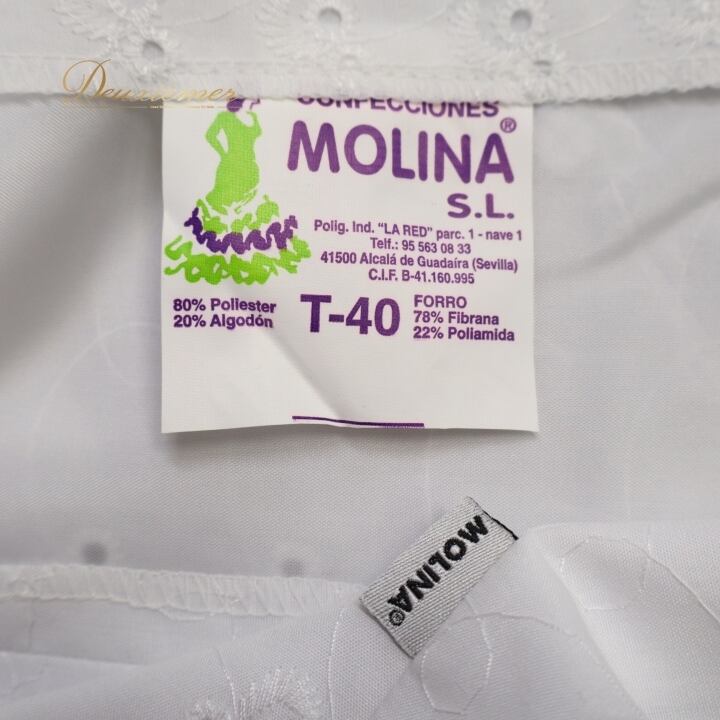 Deuxiemer
CONFECCIONES
MOLINA®
S.L.
Polig. Ind. "LA RED" parc. 1 - nave 1
Telf.: 95 563 08 33
41500 Alcalá de Guadaíra (Sevilla)
C.I.F. B-41.160.995
80% Poliester
20% Algodón
T-40
FORRO
78% Fibrana
22% Poliamida
MOLINA®